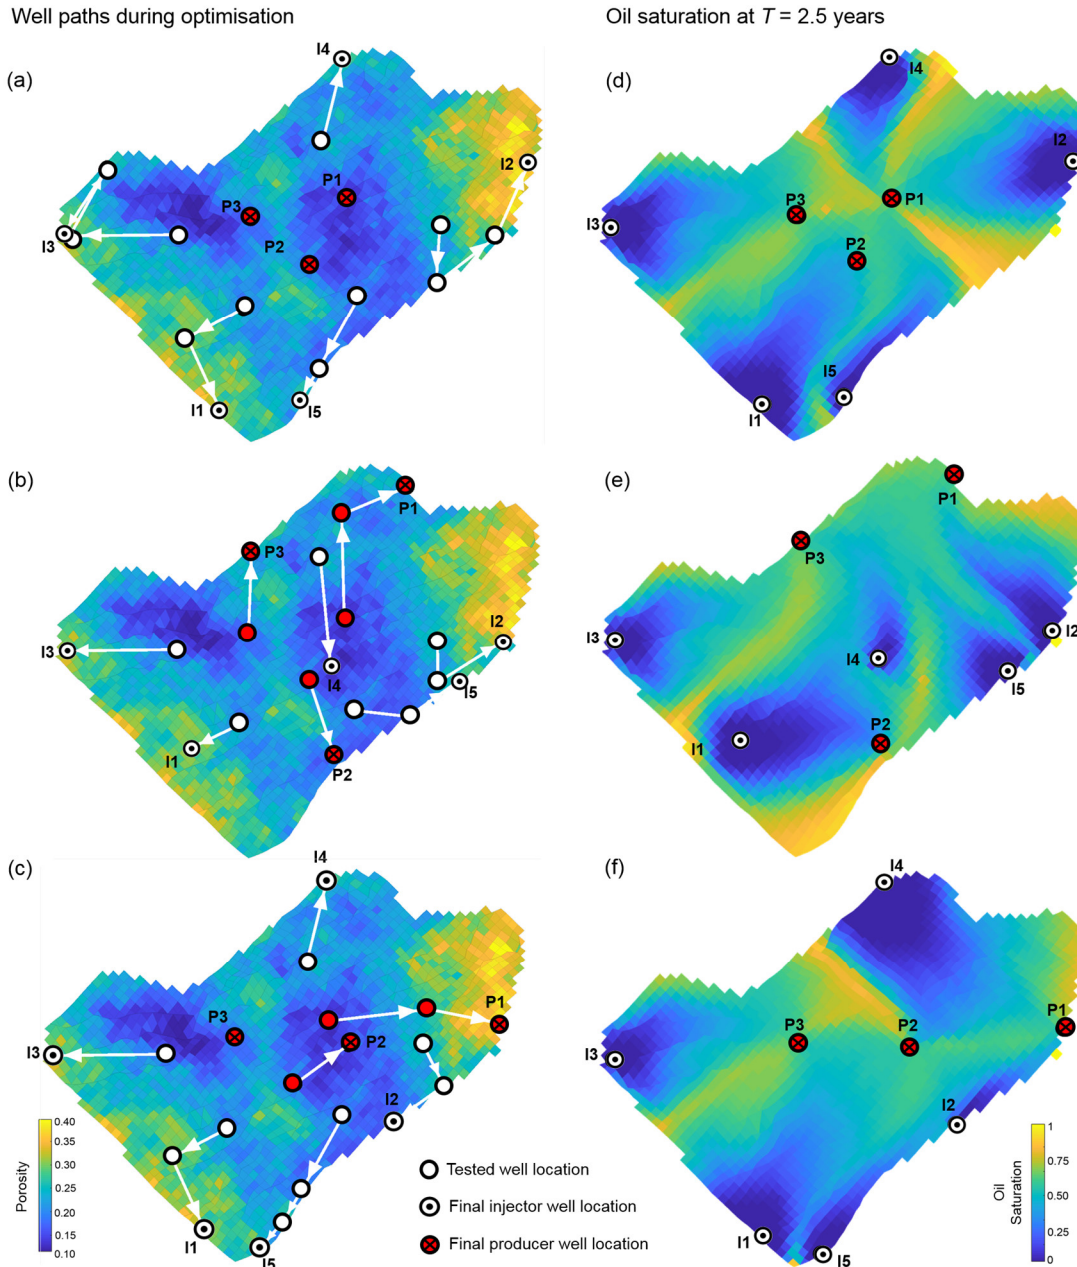 Well paths during optimisation
Oil saturation at T = 2.5 years
(a)
I4
P1
I2
P3
P2
I3
I1
I5
(d)
I4
I2
P1
P3
P2
I3
I5
I1
(b)
P1
P3
I2
I3
I4
I5
I1
P2
(e)
P1
P3
I3
I2
I4
I5
P2
I1
(c)
I4
P1
P3
P2
I3
I2
I1
I5
0.40
0.35
0.30
0.25
0.20
0.15
0.10
Porosity
Tested well location
Final injector well location
Final producer well location
(f)
I4
P1
P3
P2
I3
I2
I1
I5
1
0.75
0.50
0.25
0
Oil
Saturation